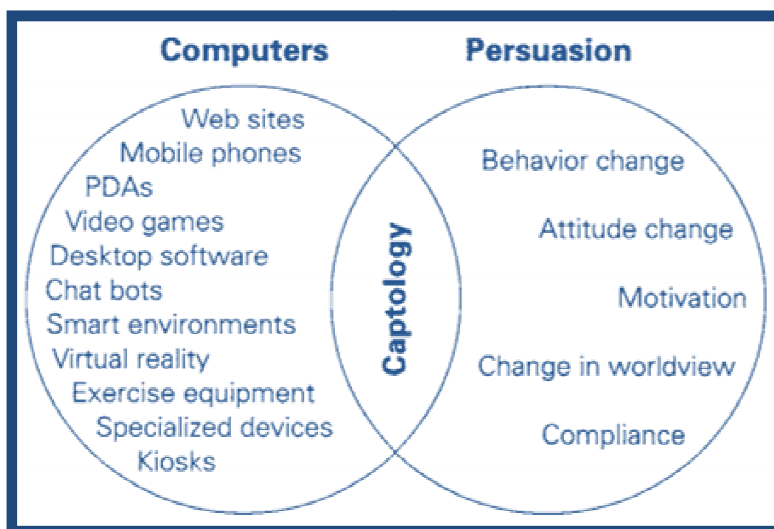 Computers
Persuasion
Web sites
Mobile phones
PDAs
Video games
Desktop software
Chat bots
Smart environments
Virtual reality
Exercise equipment
Specialized devices
Kiosks
Captology
Behavior change
Attitude change
Motivation
Change in worldview
Compliance